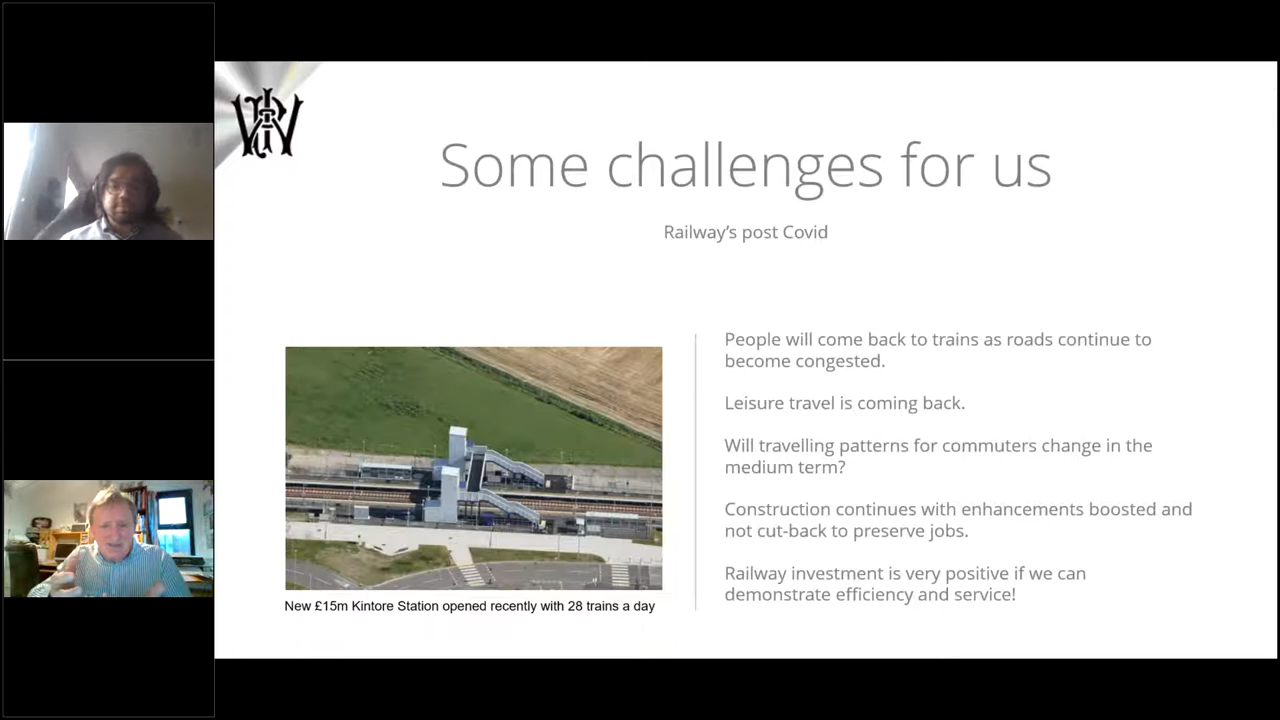 Some challenges for us
Railway's post Covid
People will come back to trains as roads continue to
become congested.
Leisure travel is coming back.
Will travelling patterns for commuters change in the
medium term?
Construction continues with enhancements boosted and
not cut-back to preserve jobs.
Railway investment is very positive if we can
demonstrate efficiency and service!
New £15m Kintore Station opened recently with 28 trains a day